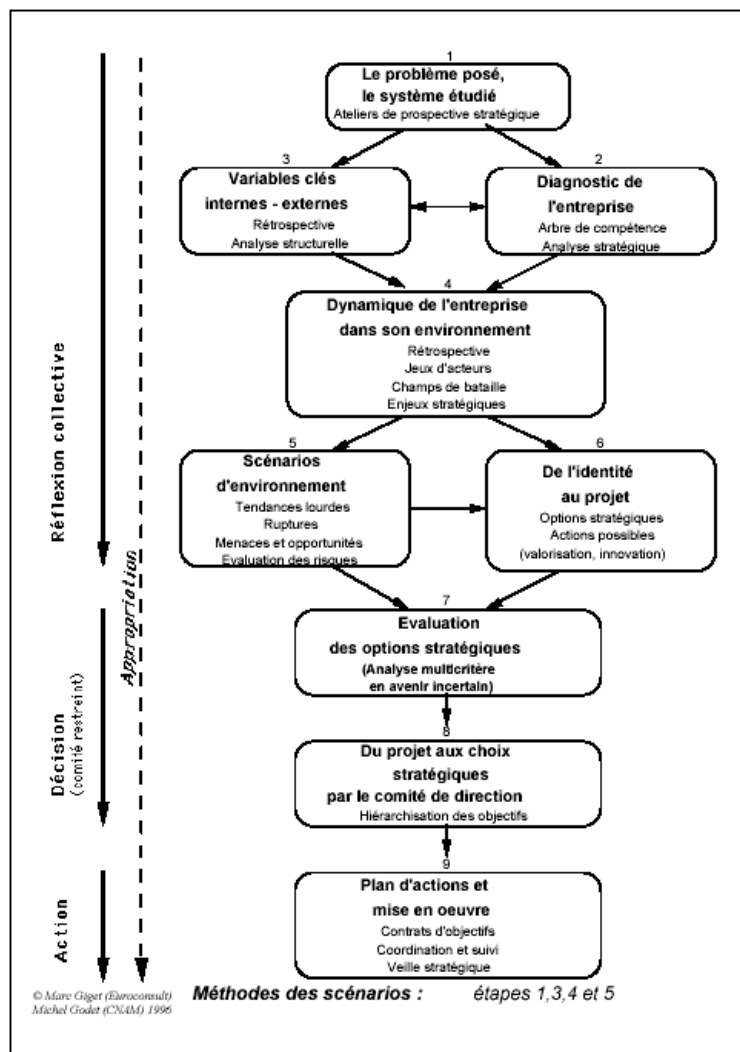 1
Le problème posé,
le système étudié
Ateliers de prospective stratégique
3
Variables clés
internes - externes
Rétrospective
Analyse structurelle
2
Diagnostic de
l'entreprise
Arbre de compétence
Analyse stratégique
4
Dynamique de l'entreprise
dans son environnement
Rétrospective
Jeux d'acteurs
Champs de bataille
Enjeux stratégiques
5
Scénarios
d'environnement
Tendances lourdes
Ruptures
Menaces et opportunités
Evaluation des risques
6
De l'identité
au projet
Options stratégiques
Actions possibles
(valorisation, innovation)
7
Evaluation
des options stratégiques
(Analyse multicritère
en avenir incertain)
8
Du projet aux choix
stratégiques
par le comité de direction
Hiérarchisation des objectifs
9
Plan d'actions et
mise en oeuvre
Contrats d'objectifs
Coordination et suivi
Veille stratégique
Réflexion collective
Appropriation
Décision
(comité restreint)
Action
© Marc Giget (Euroconsult)
Michel Godet (CNAM) 1996
Méthodes des scénarios : étapes 1,3,4 et 5